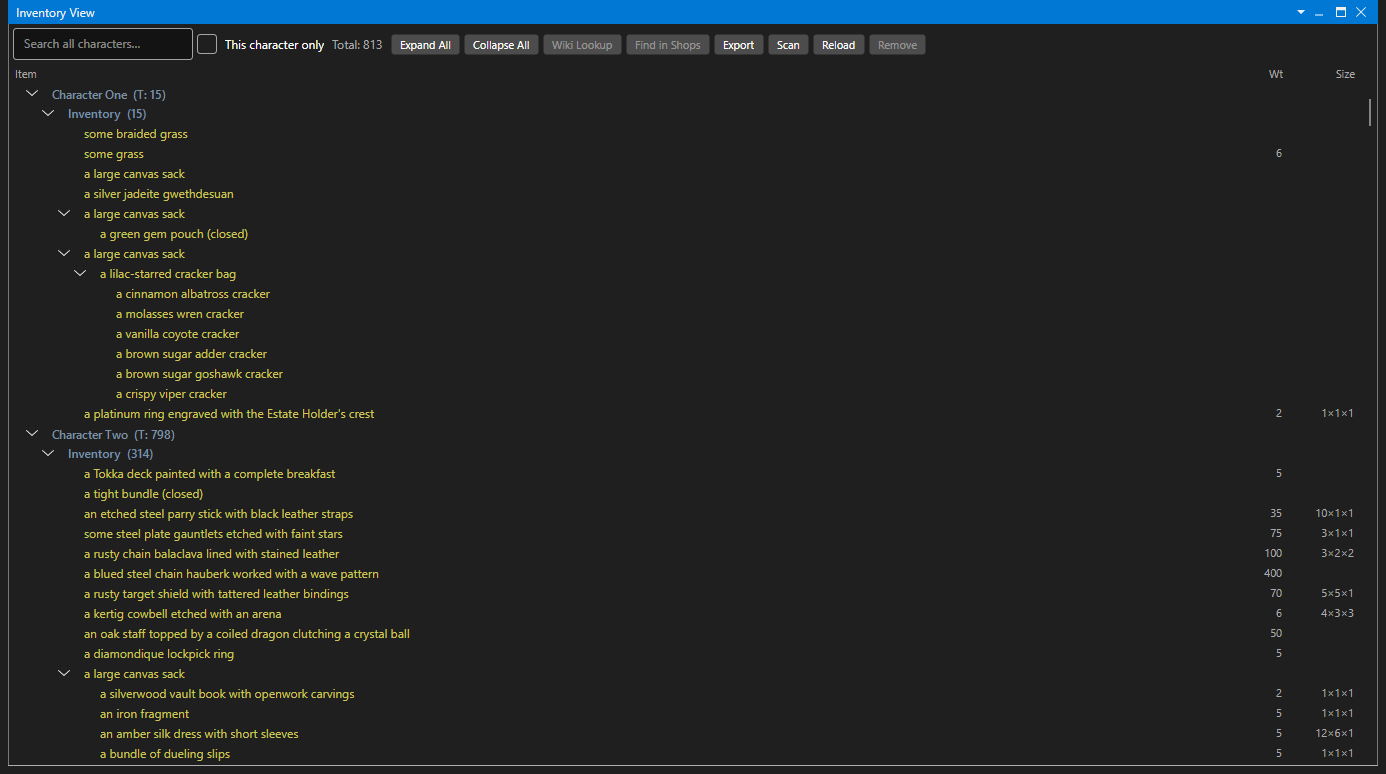 Inventory View
Search all characters... This character only Total: 813 Expand All Collapse All Wiki Lookup Find in Shops Export Scan Reload Remove
Item Wt Size
Character One (T: 15)
Inventory (15)
some braided grass
some grass 6
a large canvas sack
a silver jadeite gwethdesuan
a large canvas sack
a green gem pouch (closed)
a large canvas sack
a lilac-starred cracker bag
a cinnamon albatross cracker
a molasses wren cracker
a vanilla coyote cracker
a brown sugar adder cracker
a brown sugar goshawk cracker
a crispy viper cracker
a platinum ring engraved with the Estate Holder's crest 2 1×1×1
Character Two (T: 798)
Inventory (314)
a Tokka deck painted with a complete breakfast 5
a tight bundle (closed)
an etched steel parry stick with black leather straps 35 10×1×1
some steel plate gauntlets etched with faint stars 75 3×1×1
a rusty chain balaclava lined with stained leather 100 3×2×2
a blued steel chain hauberk worked with a wave pattern 400
a rusty target shield with tattered leather bindings 70 5×5×1
a kertig cowbell etched with an arena 6 4×3×3
an oak staff topped by a coiled dragon clutching a crystal ball 50
a diamondique lockpick ring 5
a large canvas sack
a silverwood vault book with openwork carvings 2 1×1×1
an iron fragment 5 1×1×1
an amber silk dress with short sleeves 5 12×6×1
a bundle of dueling slips 5 1×1×1